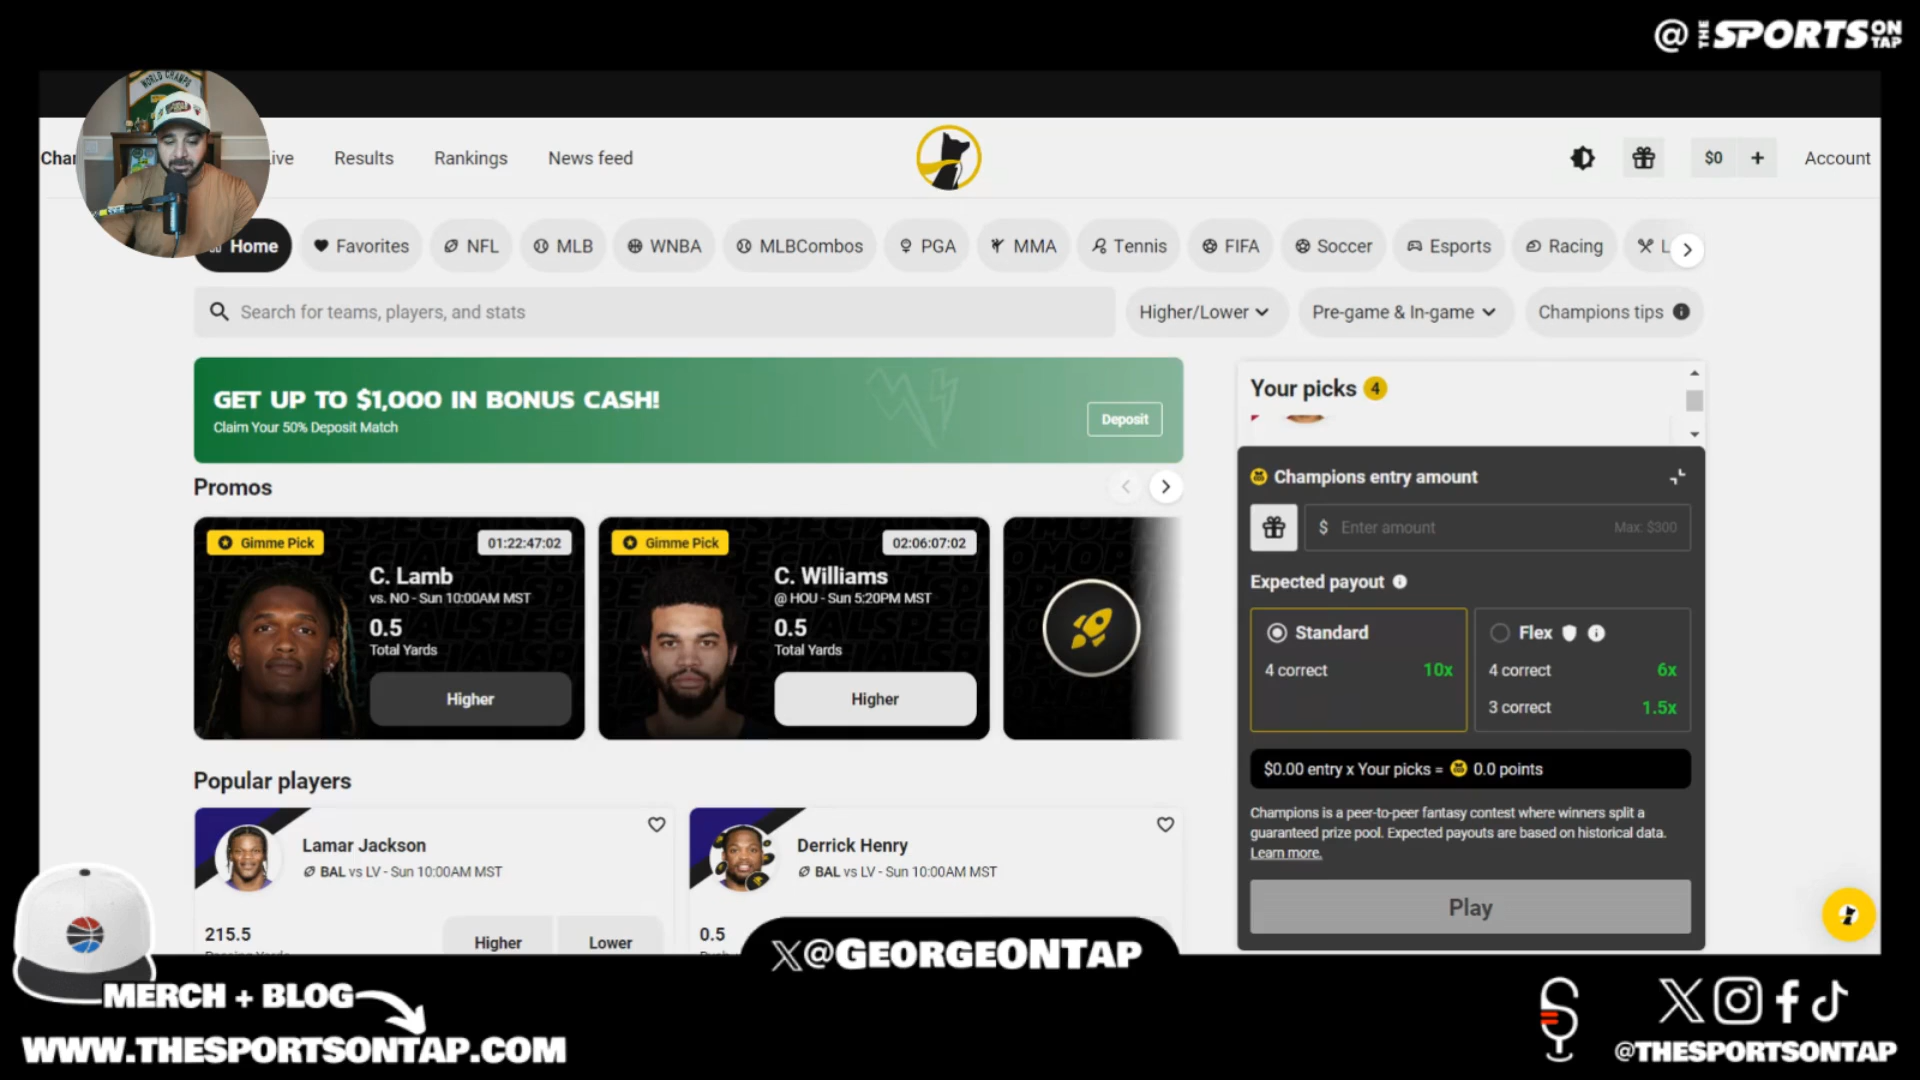 @ THE SPORTS ON TAP
WORLD CHAMPS
Results
Rankings
News feed
$0
+
Account
Home
Favorites
NFL
MLB
WNBA
MLBCombos
PGA
MMA
Tennis
FIFA
Soccer
Esports
Racing
Search for teams, players, and stats
Higher/Lower
Pre-game & In-game
Champions tips
GET UP TO $1,000 IN BONUS CASH!
Claim Your 50% Deposit Match
Deposit
Your picks 4
Promos
Gimme Pick
01:22:47:02
C. Lamb
vs. NO - Sun 10:00AM MST
0.5
Total Yards
Higher
Gimme Pick
02:06:07:02
C. Williams
@ HOU - Sun 5:20PM MST
0.5
Total Yards
Higher
Champions entry amount
$ Enter amount
Max: $300
Expected payout
Standard
4 correct 10x
Flex
4 correct 6x
3 correct 1.5x
$0.00 entry x Your picks = 0.0 points
Champions is a peer-to-peer fantasy contest where winners split a
guaranteed prize pool. Expected payouts are based on historical data.
Learn more.
Play
Popular players
Lamar Jackson
BAL vs LV - Sun 10:00AM MST
215.5
Higher
Lower
Derrick Henry
BAL vs LV - Sun 10:00AM MST
0.5
X@GEORGEONTAP
MERCH + BLOG
WWW.THESPORTSONTAP.COM
@THESPORTSONTAP